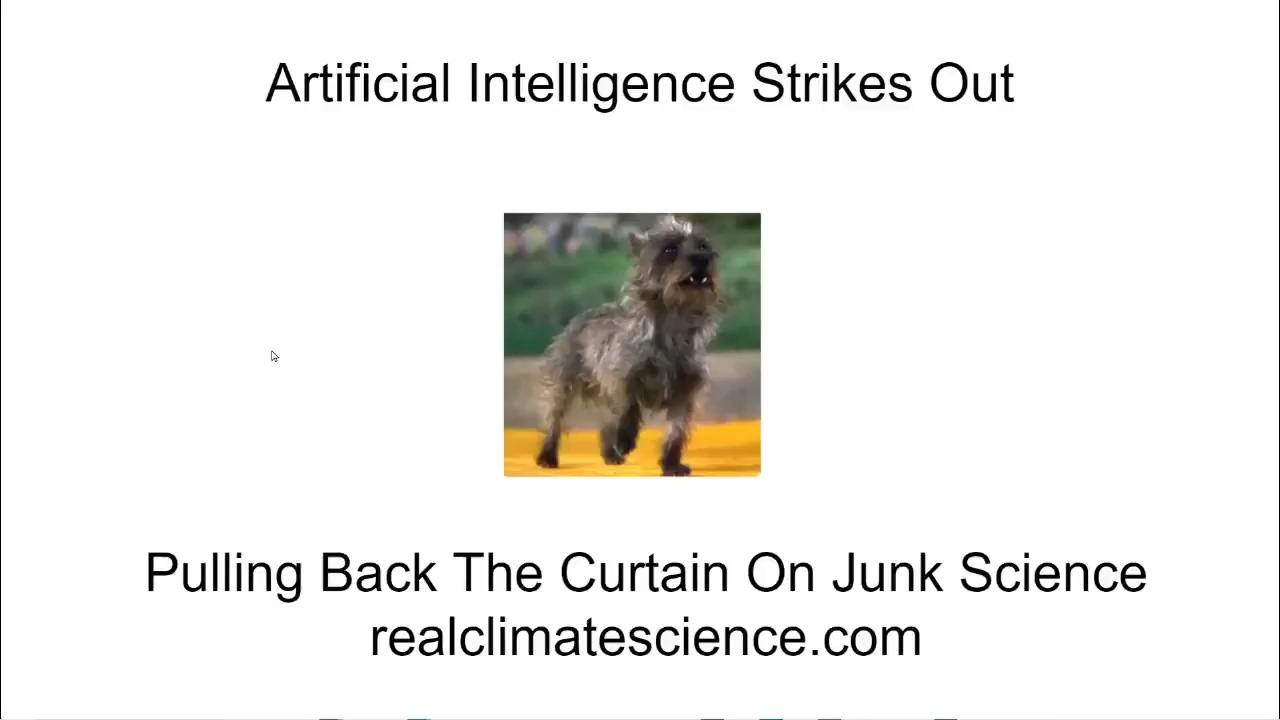 Artificial Intelligence Strikes Out
Pulling Back The Curtain On Junk Science
realclimatescience.com